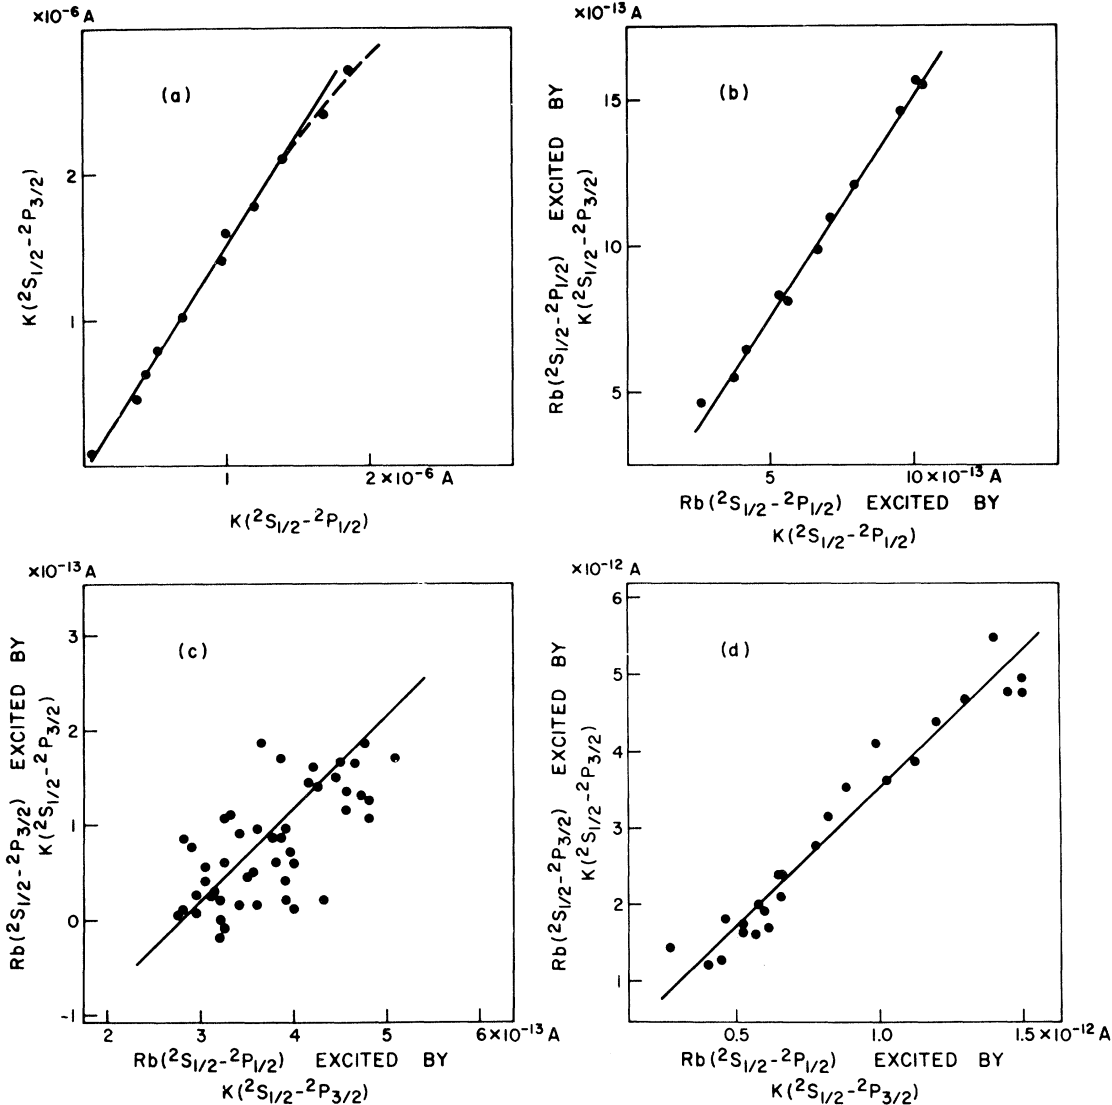 ×10⁻⁶ A
(a)
2
1
K(²S₁/₂-²P₃/₂)
1
2×10⁻⁶ A
K(²S₁/₂-²P₁/₂)
×10⁻¹³ A
(b)
15
10
5
Rb(²S₁/₂-²P₁/₂) EXCITED BY
K(²S₁/₂-²P₃/₂)
5
10×10⁻¹³ A
Rb(²S₁/₂-²P₁/₂) EXCITED BY
K(²S₁/₂-²P₁/₂)
×10⁻¹³ A
(c)
3
2
1
0
-1
Rb(²S₁/₂-²P₃/₂) EXCITED BY
K(²S₁/₂-²P₃/₂)
2
3
4
5
6×10⁻¹³ A
Rb(²S₁/₂-²P₁/₂) EXCITED BY
K(²S₁/₂-²P₃/₂)
×10⁻¹² A
(d)
6
5
4
3
2
1
Rb(²S₁/₂-²P₃/₂) EXCITED BY
K(²S₁/₂-²P₃/₂)
0.5
1.0
1.5×10⁻¹² A
Rb(²S₁/₂-²P₁/₂) EXCITED BY
K(²S₁/₂-²P₃/₂)